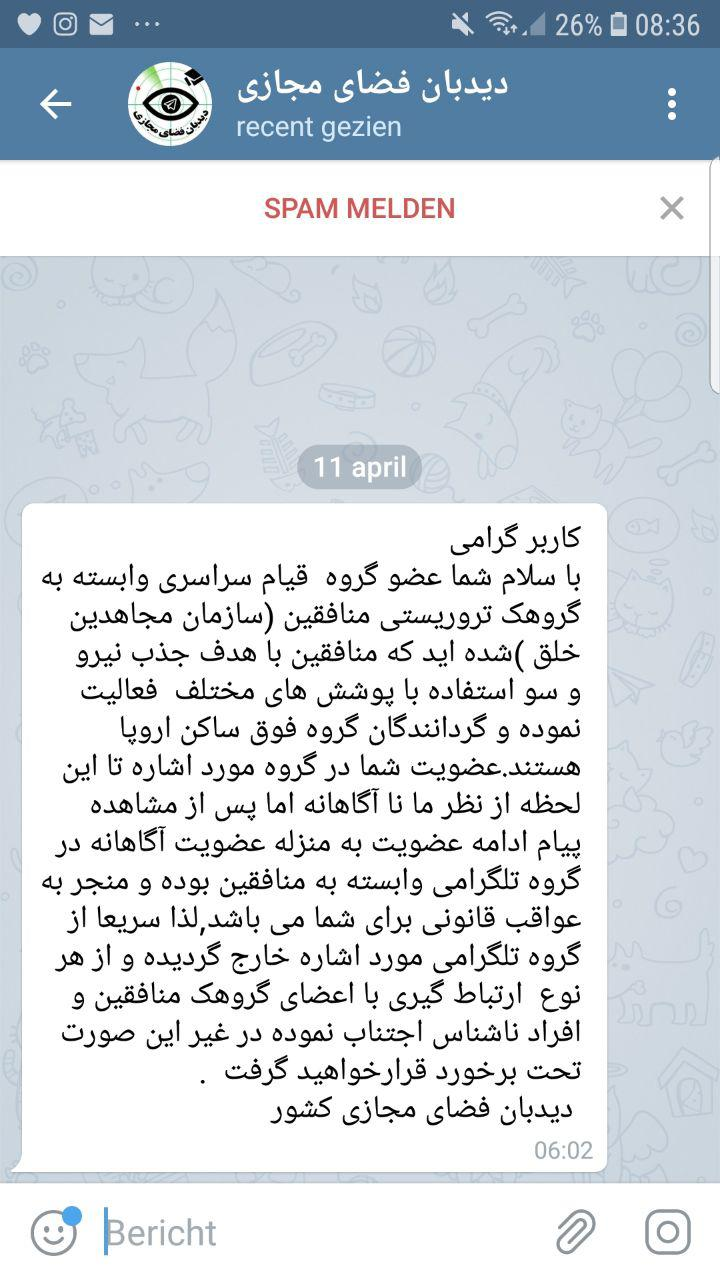 26% 08:36
دیدبان فضای مجازی
recent gezien
دیدبان فضای مجازی
SPAM MELDEN
11 april
کاربر گرامی
با سلام شما عضو گروه قیام سراسری وابسته به
گروهک تروریستی منافقین (سازمان مجاهدین
خلق )شده اید که منافقین با هدف جذب نیرو
و سو استفاده با پوشش های مختلف فعالیت
نموده و گردانندگان گروه فوق ساکن اروپا
هستند.عضویت شما در گروه مورد اشاره تا این
لحظه از نظر ما نا آگاهانه اما پس از مشاهده
پیام ادامه عضویت به منزله عضویت آگاهانه در
گروه تلگرامی وابسته به منافقین بوده و منجر به
عواقب قانونی برای شما می باشد,لذا سریعا از
گروه تلگرامی مورد اشاره خارج گردیده و از هر
نوع ارتباط گیری با اعضای گروهک منافقین و
افراد ناشناس اجتناب نموده در غیر این صورت
تحت برخورد قرارخواهید گرفت .
دیدبان فضای مجازی کشور
06:02
Bericht